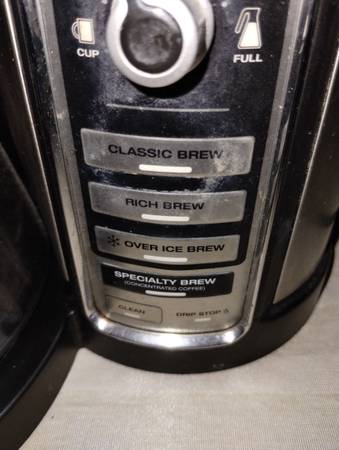 CUP
FULL
CLASSIC BREW
RICH BREW
OVER ICE BREW
SPECIALTY BREW
(CONCENTRATED COFFEE)
CLEAN
DRIP STOP